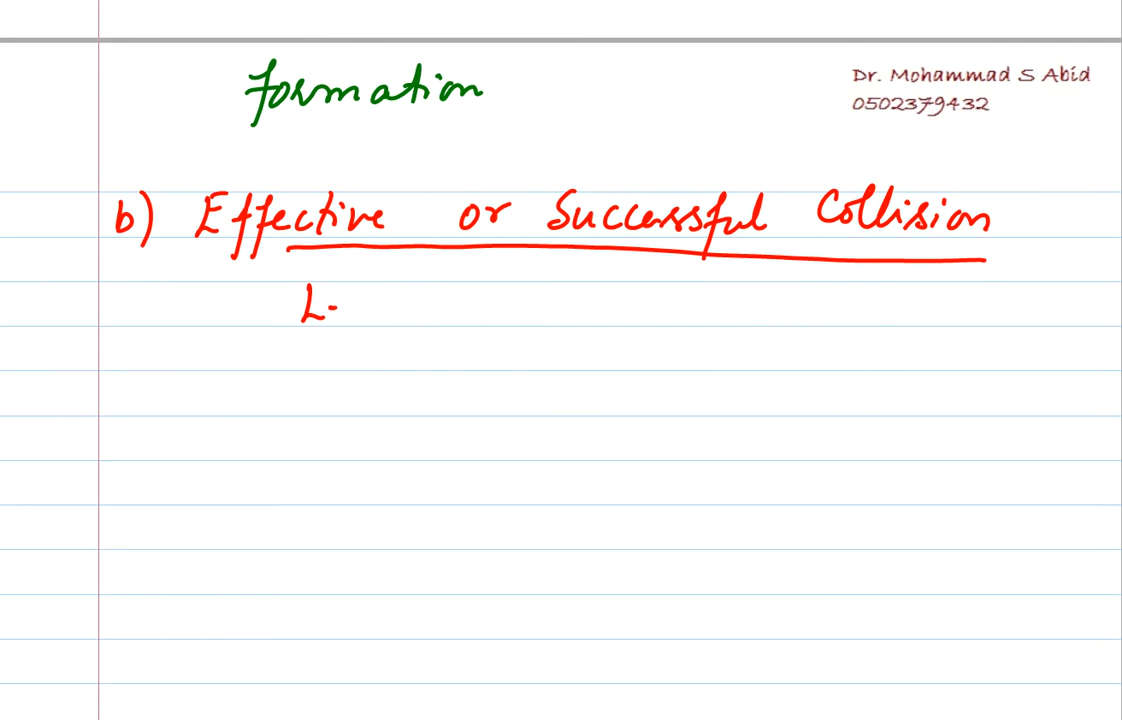 Formation
Dr. Mohammad S Abid
0502379432
b) Effective or Successful Collision